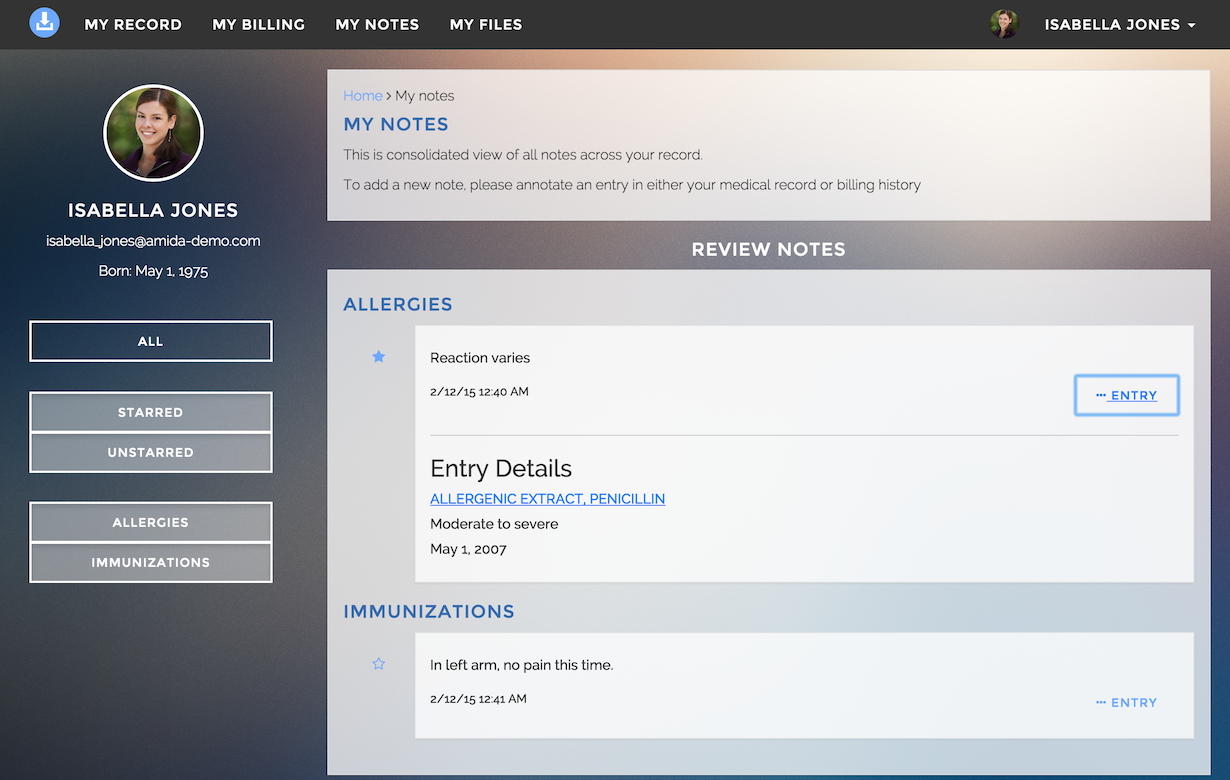 MY RECORD MY BILLING MY NOTES MY FILES ISABELLA JONES
ISABELLA JONES
isabella_jones@amida-demo.com
Born: May 1, 1975
ALL
STARRED
UNSTARRED
ALLERGIES
IMMUNIZATIONS
Home > My notes
MY NOTES
This is consolidated view of all notes across your record.
To add a new note, please annotate an entry in either your medical record or billing history
REVIEW NOTES
ALLERGIES
Reaction varies
2/12/15 12:40 AM
··· ENTRY
Entry Details
ALLERGENIC EXTRACT, PENICILLIN
Moderate to severe
May 1, 2007
IMMUNIZATIONS
In left arm, no pain this time.
2/12/15 12:41 AM
··· ENTRY